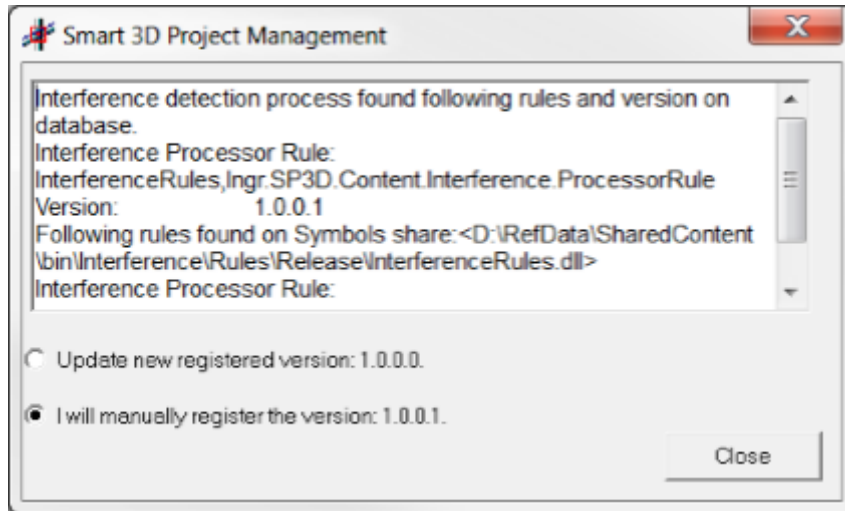 Smart 3D Project Management
Interference detection process found following rules and version on
database.
Interference Processor Rule:
InterferenceRules,Ingr.SP3D.Content.Interference.ProcessorRule
Version: 1.0.0.1
Following rules found on Symbols share:<D:\RefData\SharedContent
\bin\Interference\Rules\Release\InterferenceRules.dll>
Interference Processor Rule:
Update new registered version: 1.0.0.0.
I will manually register the version: 1.0.0.1.
Close